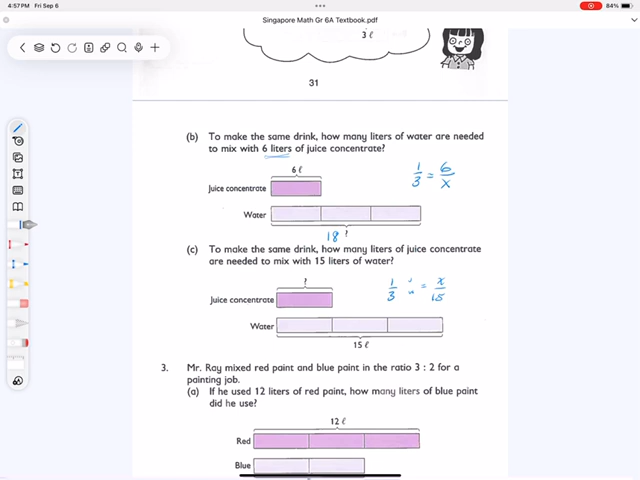 4:57 PM Fri Sep 6
84%
Singapore Math Gr 6A Textbook.pdf
3 ℓ
31
(b) To make the same drink, how many liters of water are needed
to mix with 6 liters of juice concentrate?
1/3 = 6/x
6 ℓ
Juice concentrate
Water
18 ?
(c) To make the same drink, how many liters of juice concentrate
are needed to mix with 15 liters of water?
?
1/3 = x/15
Juice concentrate
Water
15 ℓ
3. Mr. Ray mixed red paint and blue paint in the ratio 3 : 2 for a
painting job.
(a) If he used 12 liters of red paint, how many liters of blue paint
did he use?
12 ℓ
Red
Blue